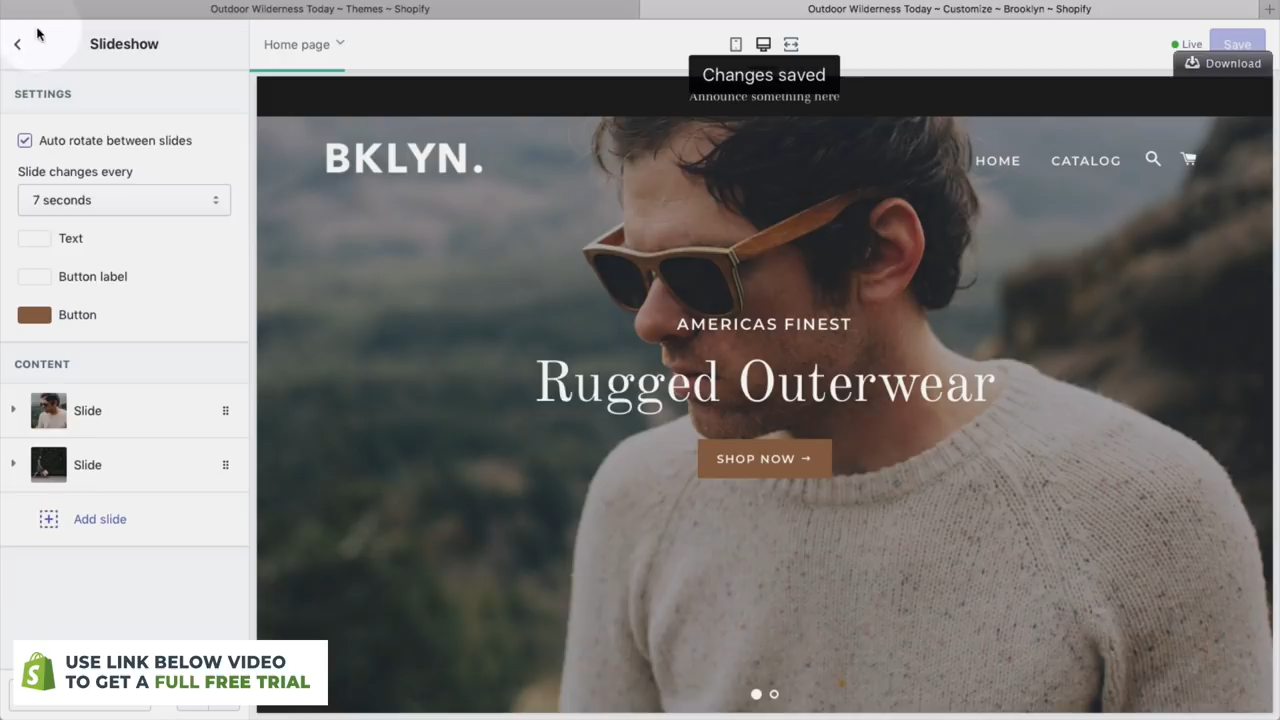 Outdoor Wilderness Today ~ Themes ~ Shopify
Outdoor Wilderness Today ~ Customize ~ Brooklyn ~ Shopify
Slideshow
Home page
Live
Save
Changes saved
Download
Announce something here
SETTINGS
Auto rotate between slides
Slide changes every
7 seconds
Text
Button label
Button
CONTENT
Slide
Slide
Add slide
BKLYN.
HOME
CATALOG
AMERICAS FINEST
Rugged Outerwear
SHOP NOW →
USE LINK BELOW VIDEO
TO GET A FULL FREE TRIAL